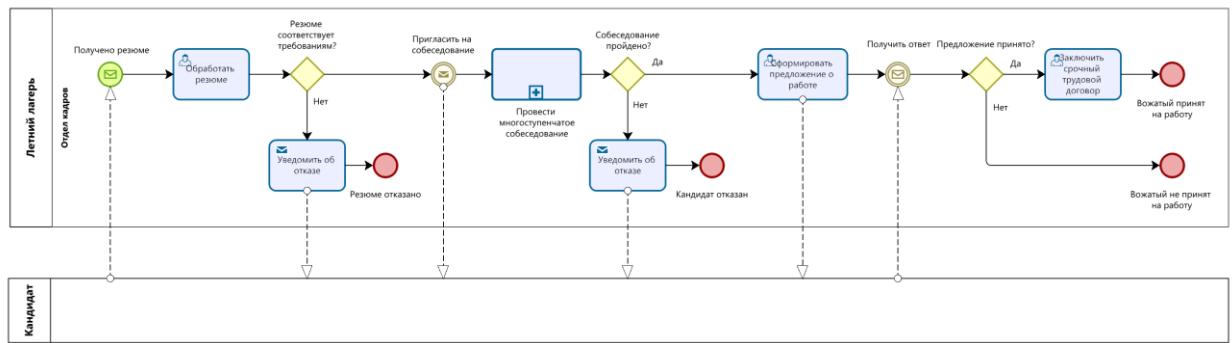 Летний лагерь
Отдел кадров
Получено резюме
Обработать
резюме
Резюме
соответствует
требованиям?
Нет
Уведомить об
отказе
Резюме отказано
Пригласить на
собеседование
Провести
многоступенчатое
собеседование
Собеседование
пройдено?
Да
Нет
Уведомить об
отказе
Кандидат отказан
Сформировать
предложение о
работе
Получить ответ
Предложение принято?
Да
Нет
Заключить
срочный
трудовой
договор
Вожатый принят
на работу
Вожатый не принят
на работу
Кандидат